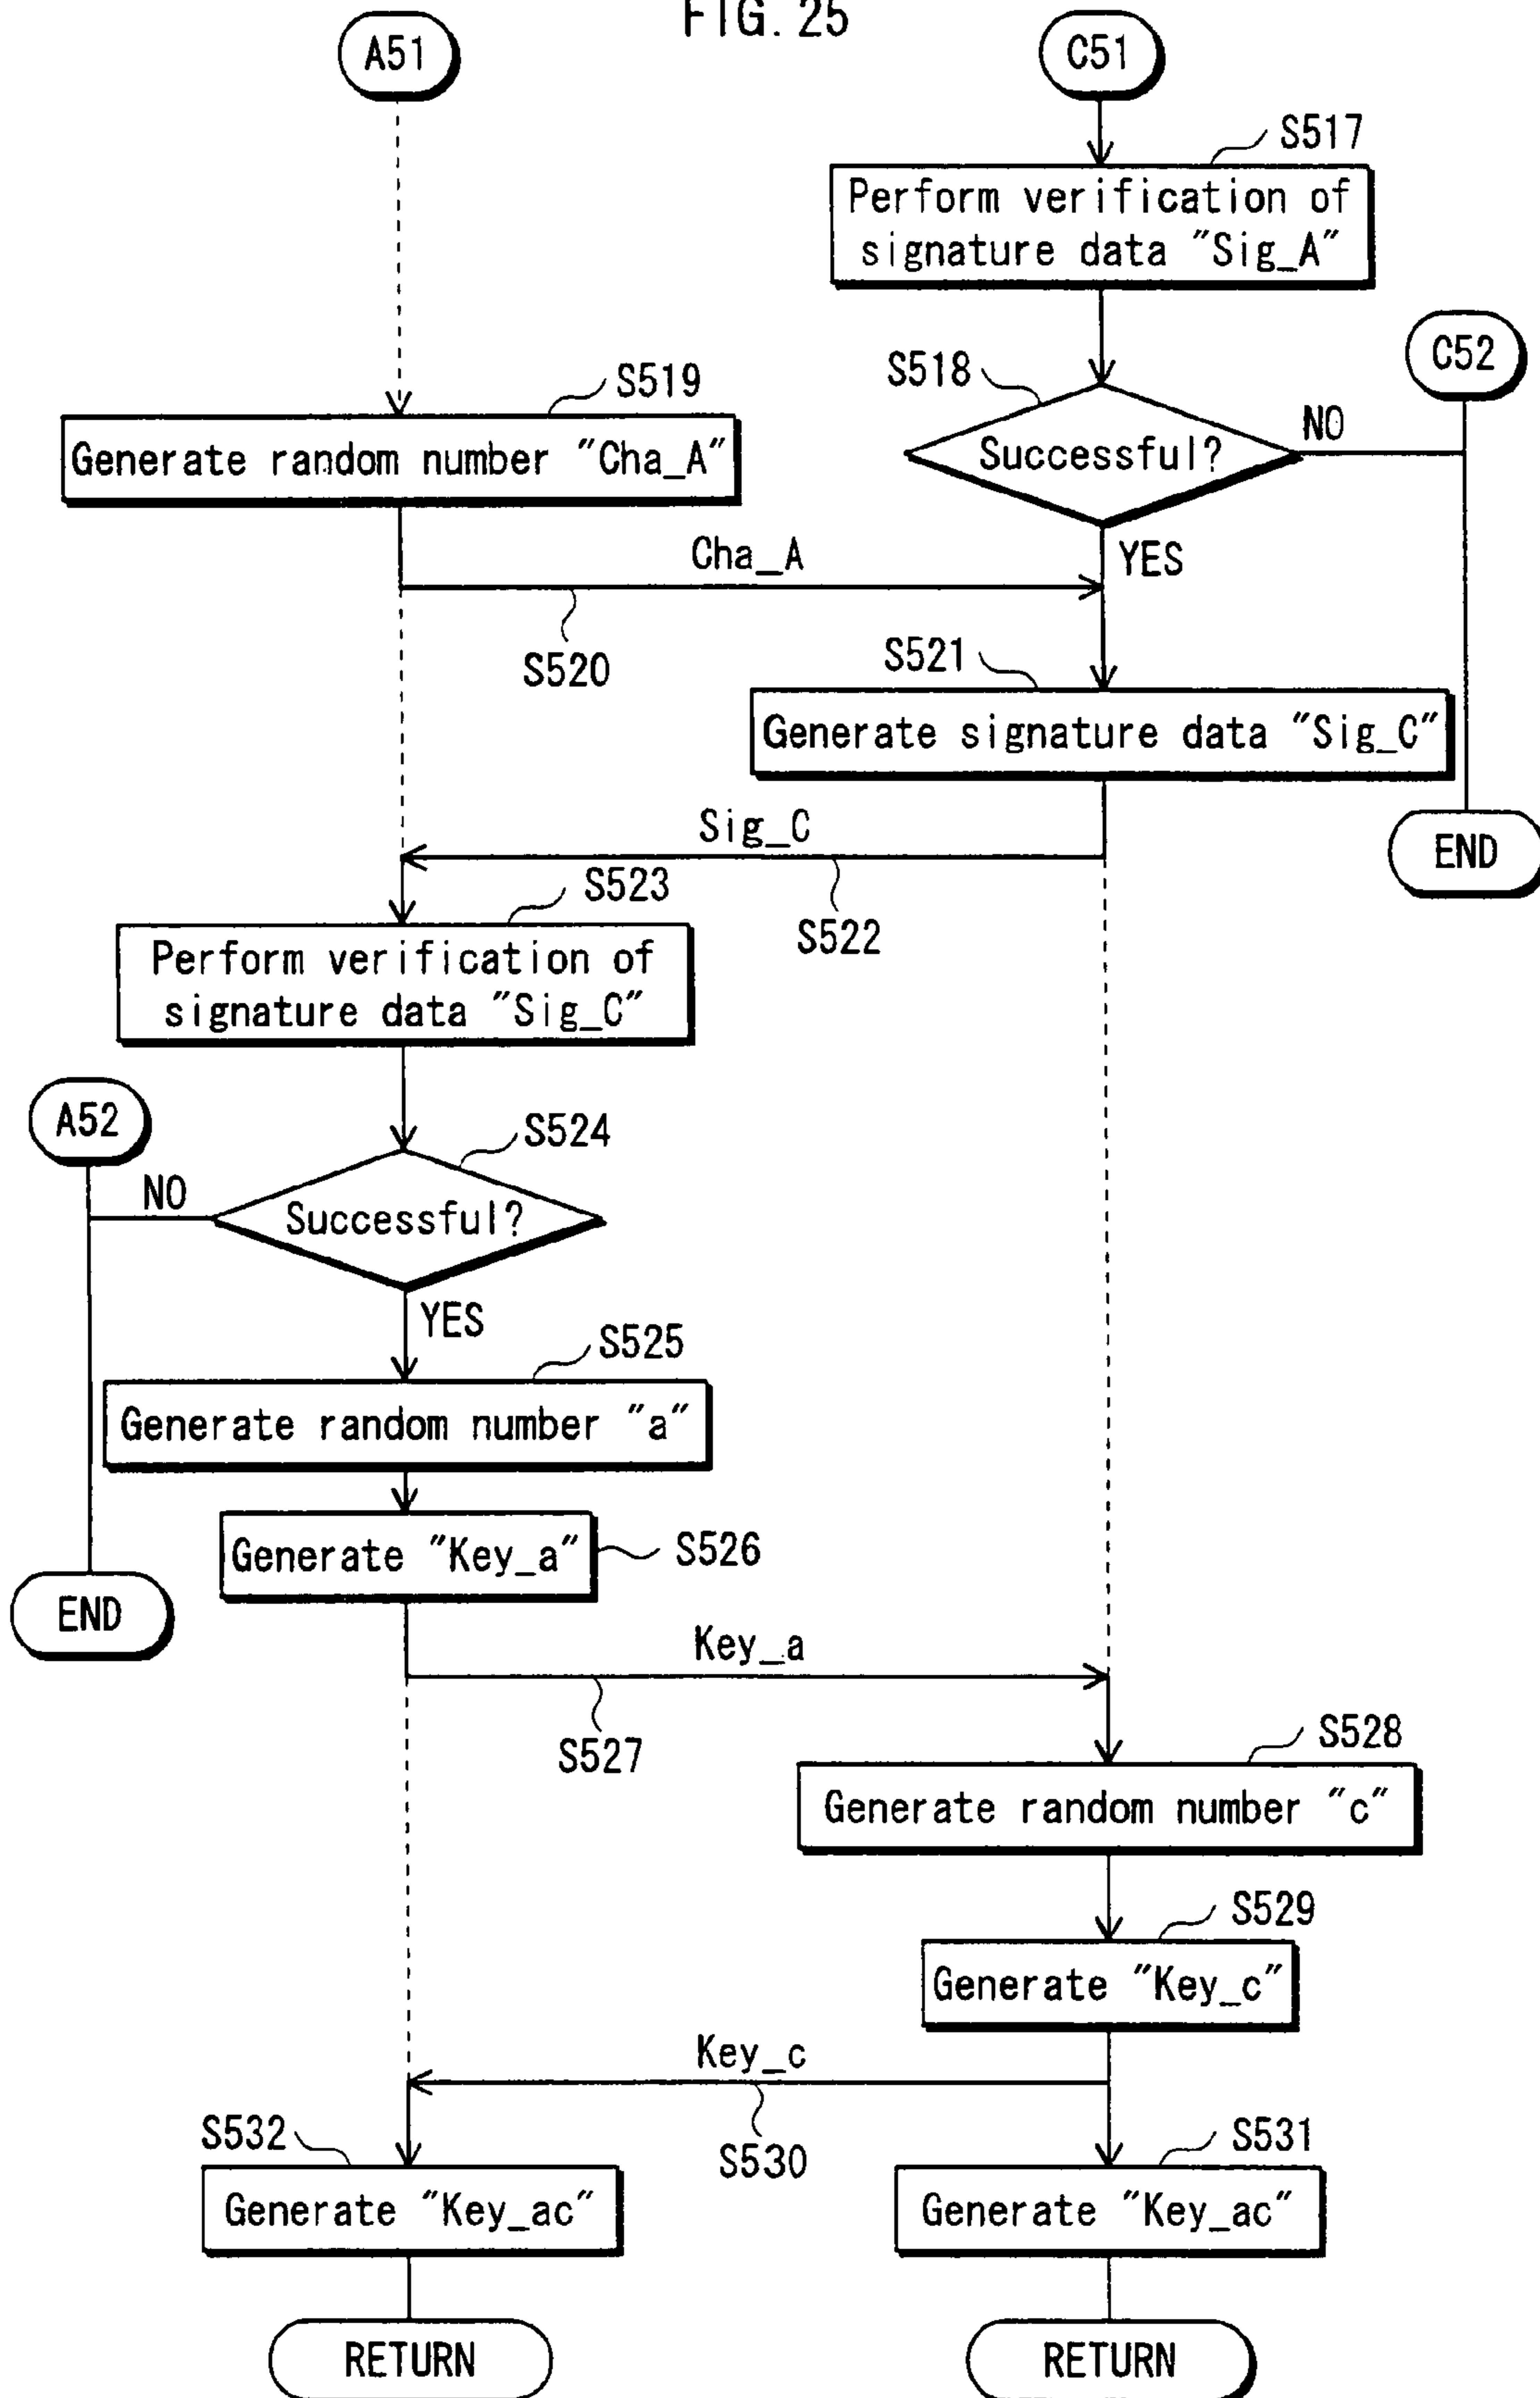 FIG. 25
A51
C51
S517
Perform verification of
signature data "Sig_A"
C52
S518
S519
Generate random number "Cha_A"
Successful?
NO
Cha_A
YES
S520
S521
Generate signature data "Sig_C"
Sig_C
END
S523
S522
Perform verification of
signature data "Sig_C"
A52
S524
NO
Successful?
YES
S525
Generate random number "a"
Generate "Key_a"
S526
END
Key_a
S527
S528
Generate random number "c"
S529
Generate "Key_c"
Key_c
S532
S530
S531
Generate "Key_ac"
Generate "Key_ac"
RETURN
RETURN